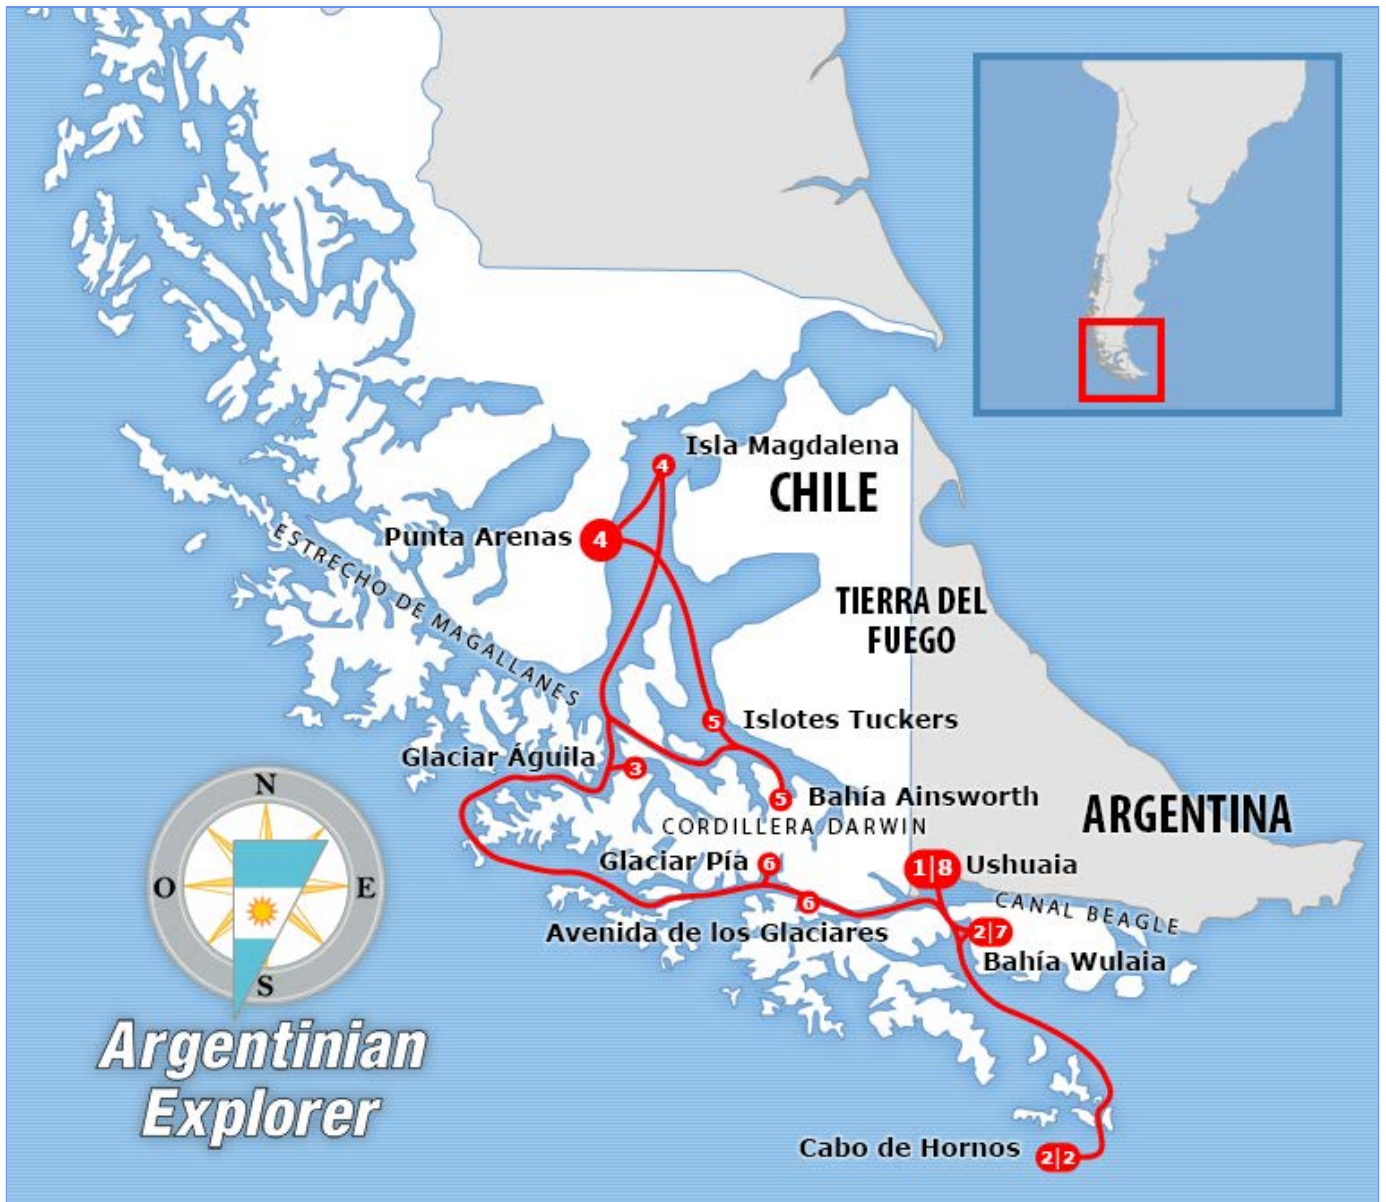 Isla Magdalena
4
CHILE
Punta Arenas
4
ESTRECHO DE MAGALLANES
TIERRA DEL
FUEGO
5
Islotes Tuckers
Glaciar Águila
3
5
Bahía Ainsworth
CORDILLERA DARWIN
ARGENTINA
Glaciar Pía
6
1|8
Ushuaia
6
CANAL BEAGLE
Avenida de los Glaciares
2|7
Bahía Wulaia
N
O
E
S
Argentinian
Explorer
Cabo de Hornos
2|2